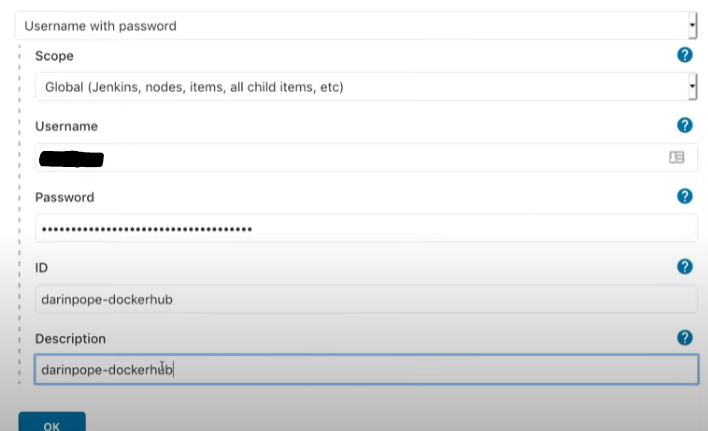 Username with password
Scope
Global (Jenkins, nodes, items, all child items, etc)
Username
Password
••••••••••••••••••••••••••••••••••••
ID
darinpope-dockerhub
Description
darinpope-dockerhub
OK